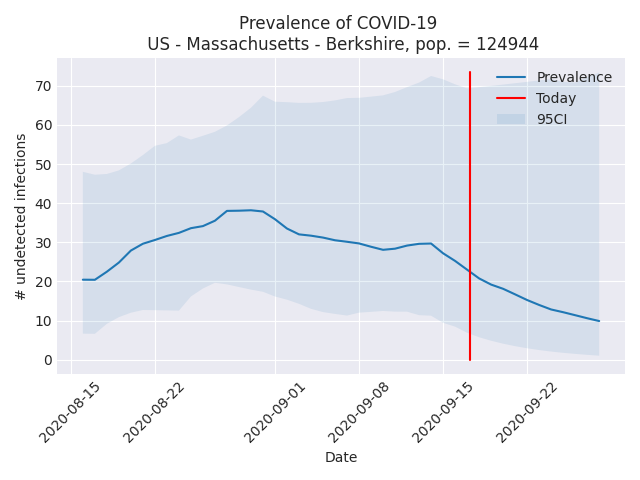 Prevalence of COVID-19
US - Massachusetts - Berkshire, pop. = 124944
Prevalence
Today
95CI
# undetected infections
70
60
50
40
30
20
10
0
2020-08-15
2020-08-22
2020-09-01
2020-09-08
2020-09-15
2020-09-22
Date